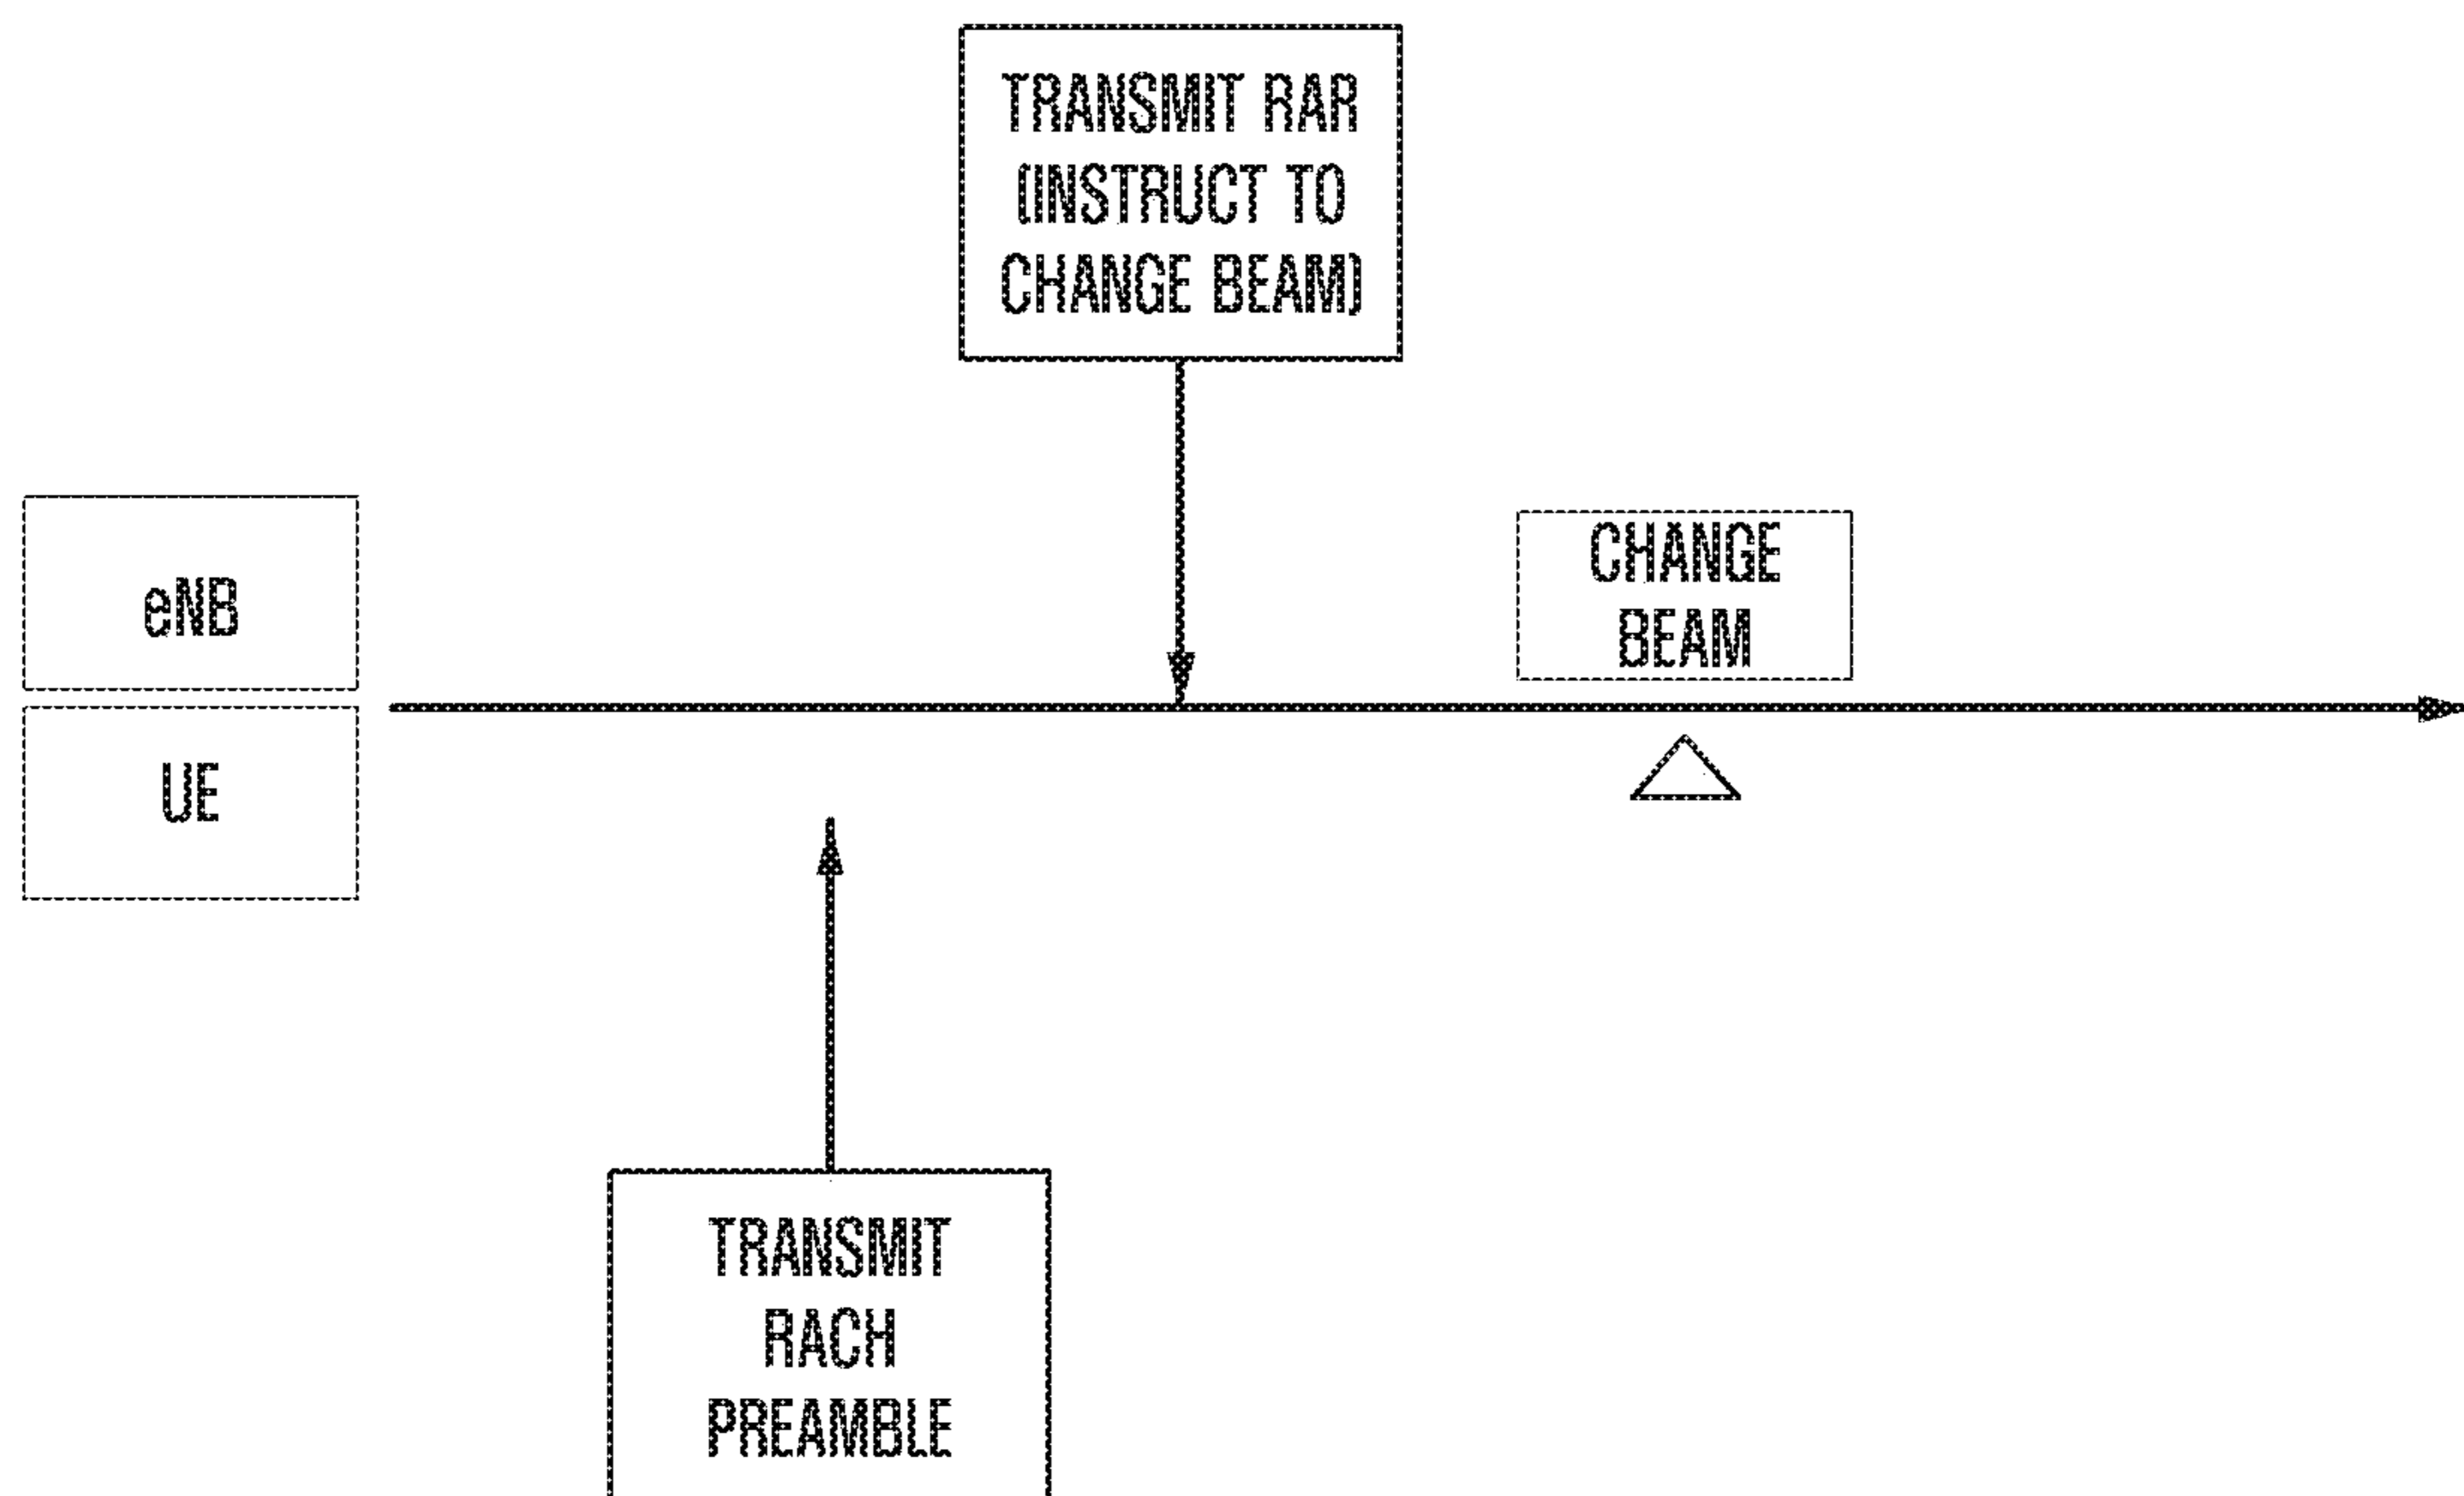 TRANSMIT RAR
(INSTRUCT TO
CHANGE BEAM)
eNB
CHANGE
BEAM
UE
TRANSMIT
RACH
PREAMBLE